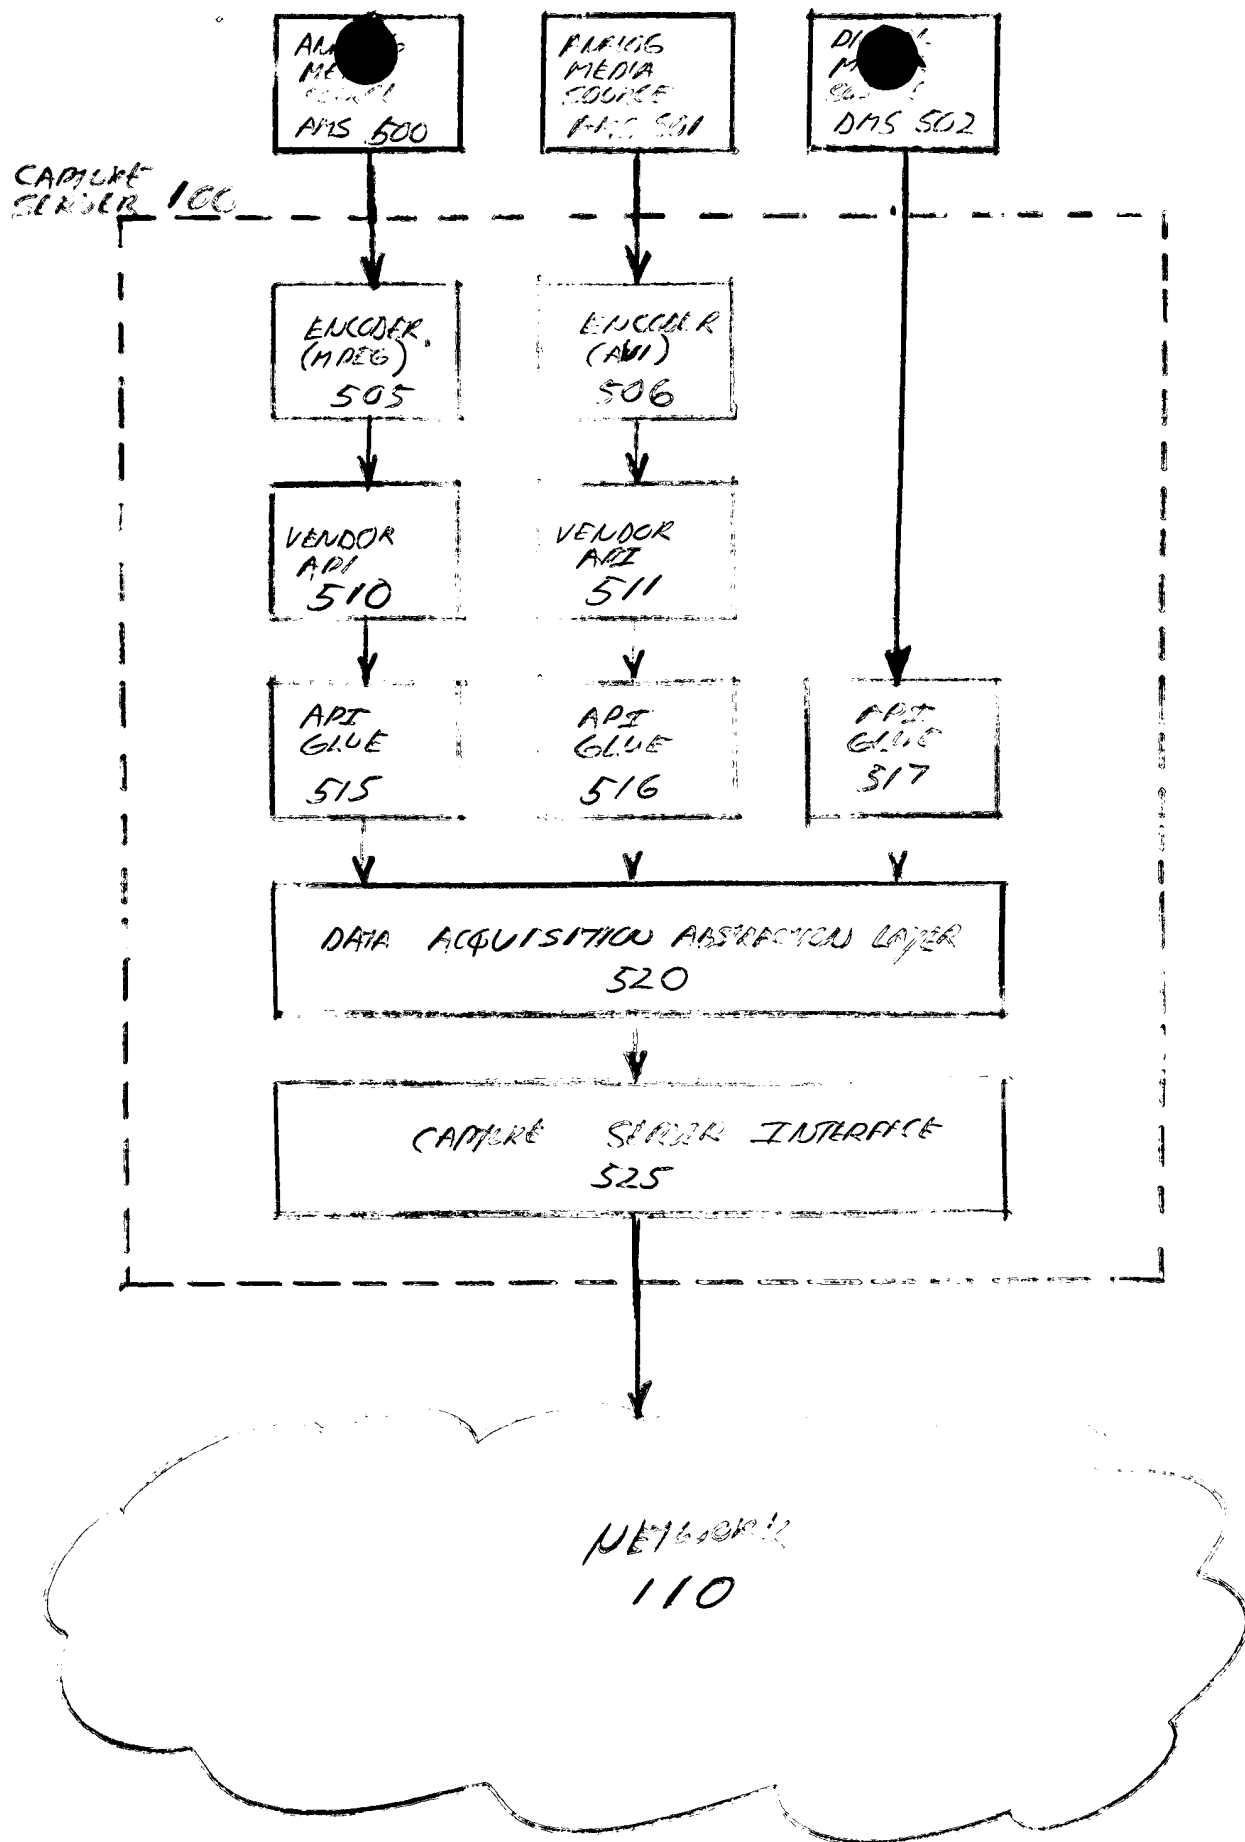 AMS 500
ANALOG
MEDIA
SOURCE
AMS 501
DMS 502
CAPTURE
SERVER 100
ENCODER
(MPEG)
505
ENCODER
(AVI)
506
VENDOR
API
510
VENDOR
API
511
API
GLUE
515
API
GLUE
516
API
GLUE
517
DATA ACQUISITION ABSTRACTION LAYER
520
CAPTURE SERVER INTERFACE
525
NETWORK
110